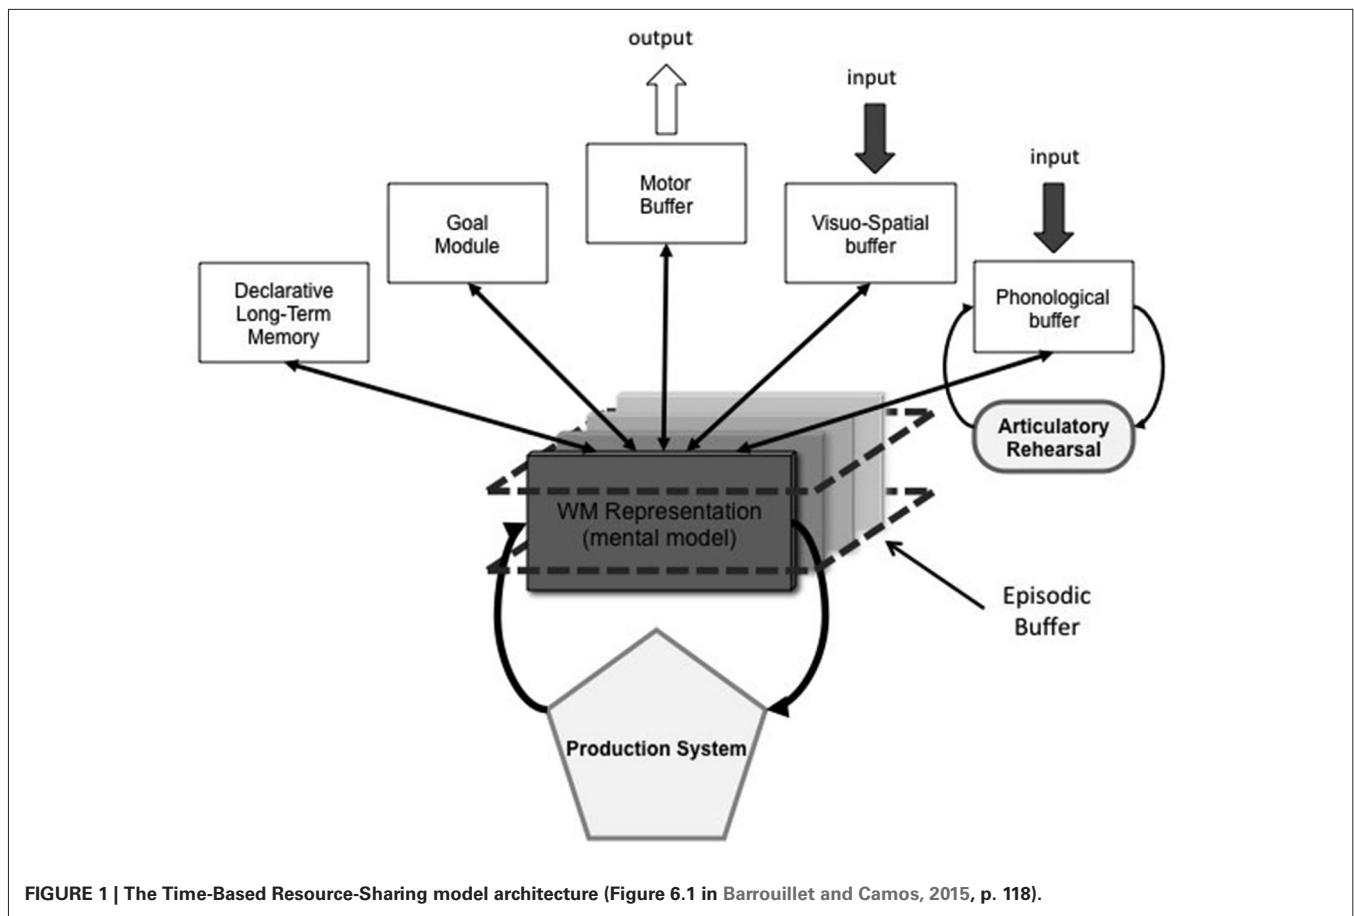 output
input
input
Motor
Buffer
Goal
Module
Visuo-Spatial
buffer
Declarative
Long-Term
Memory
Phonological
buffer
Articulatory
Rehearsal
WM Representation
(mental model)
Episodic
Buffer
Production System
FIGURE 1 | The Time-Based Resource-Sharing model architecture (Figure 6.1 in Barrouillet and Camos, 2015, p. 118).